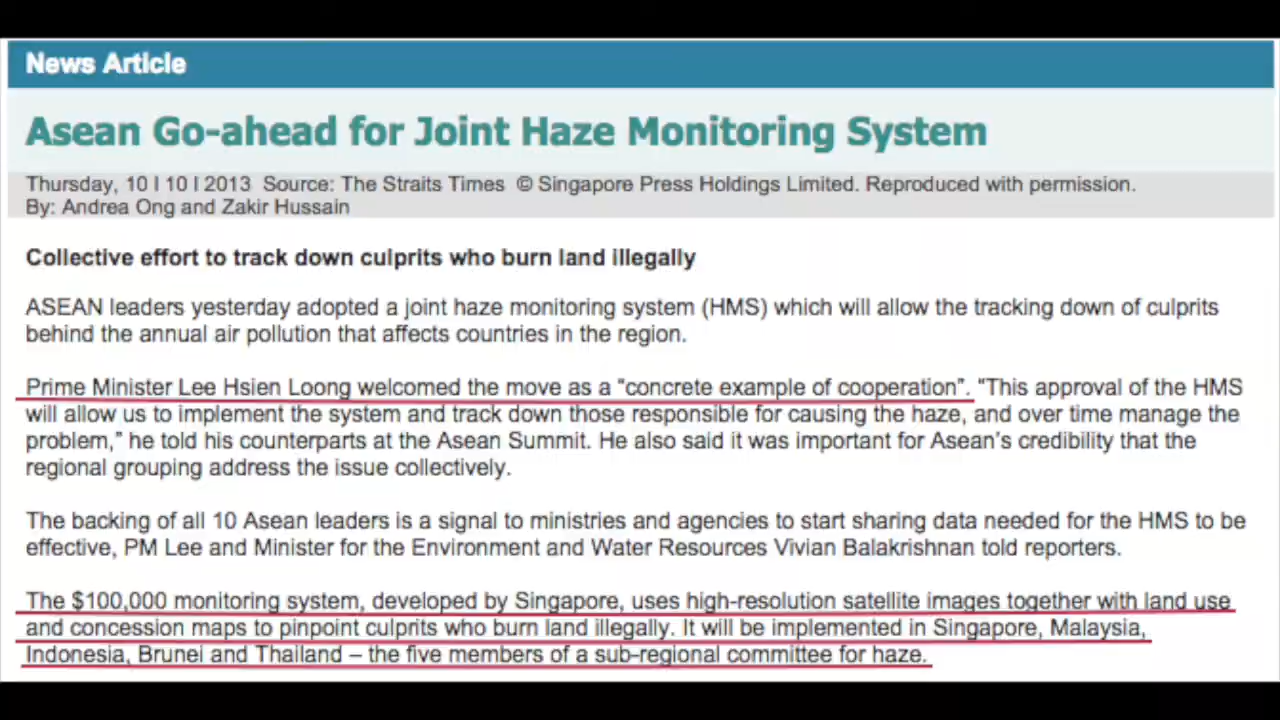 News Article
Asean Go-ahead for Joint Haze Monitoring System
Thursday, 10 I 10 I 2013 Source: The Straits Times © Singapore Press Holdings Limited. Reproduced with permission.
By: Andrea Ong and Zakir Hussain
Collective effort to track down culprits who burn land illegally
ASEAN leaders yesterday adopted a joint haze monitoring system (HMS) which will allow the tracking down of culprits
behind the annual air pollution that affects countries in the region.
Prime Minister Lee Hsien Loong welcomed the move as a "concrete example of cooperation". "This approval of the HMS
will allow us to implement the system and track down those responsible for causing the haze, and over time manage the
problem," he told his counterparts at the Asean Summit. He also said it was important for Asean's credibility that the
regional grouping address the issue collectively.
The backing of all 10 Asean leaders is a signal to ministries and agencies to start sharing data needed for the HMS to be
effective, PM Lee and Minister for the Environment and Water Resources Vivian Balakrishnan told reporters.
The $100,000 monitoring system, developed by Singapore, uses high-resolution satellite images together with land use
and concession maps to pinpoint culprits who burn land illegally. It will be implemented in Singapore, Malaysia,
Indonesia, Brunei and Thailand – the five members of a sub-regional committee for haze.